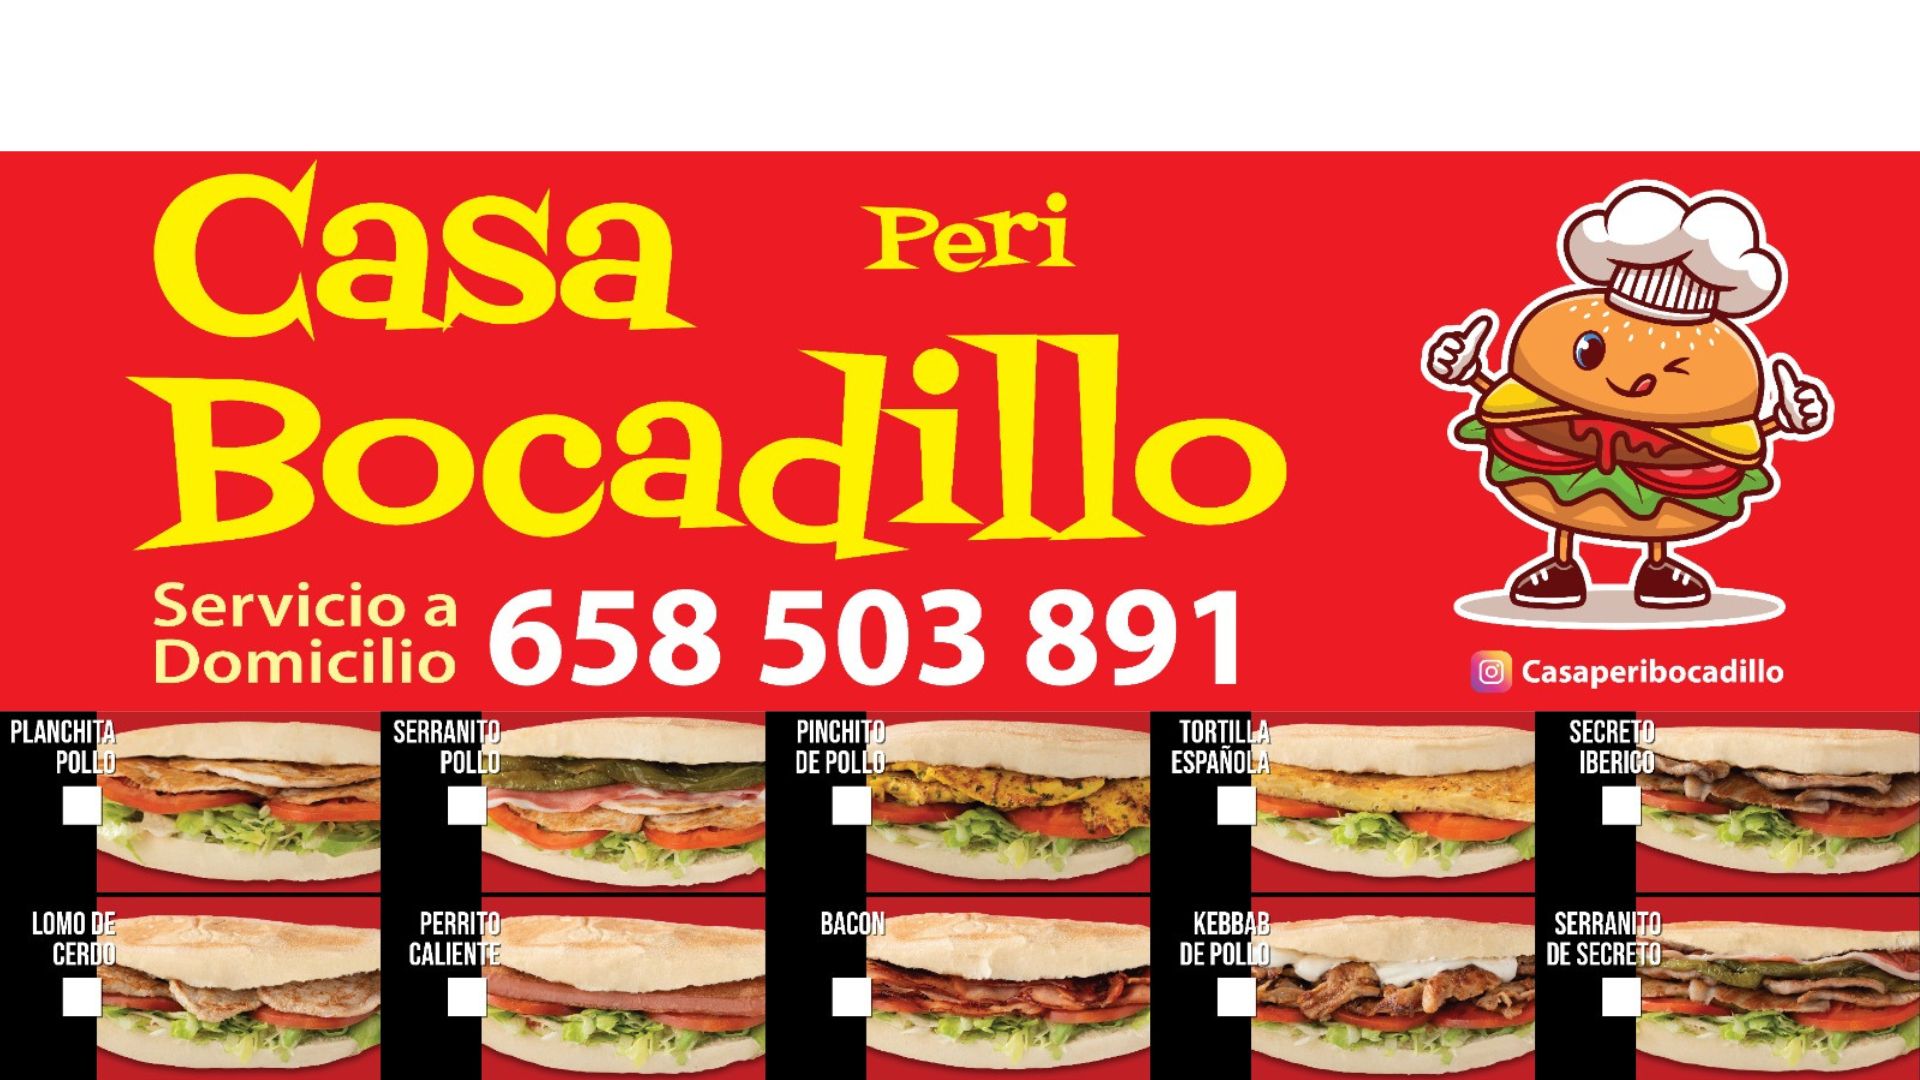 Casa Peri
Bocadillo
Servicio a
Domicilio
658 503 891
Casaperibocadillo
PLANCHITA
POLLO
SERRANITO
POLLO
PINCHITO
DE POLLO
TORTILLA
ESPAÑOLA
SECRETO
IBERICO
LOMO DE
CERDO
PERRITO
CALIENTE
BACON
KEBBAB
DE POLLO
SERRANITO
DE SECRETO